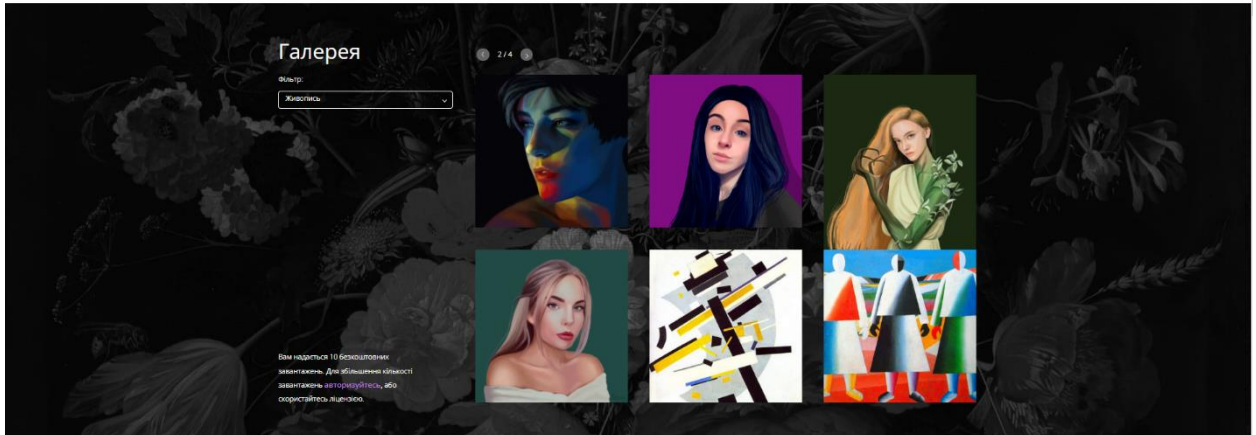 Галерея
2 / 4
Фільтр:
Живопись
Вам надається 10 безкоштовних
завантажень. Для збільшення кількості
завантажень авторизуйтесь, або
скористайтесь ліцензією.